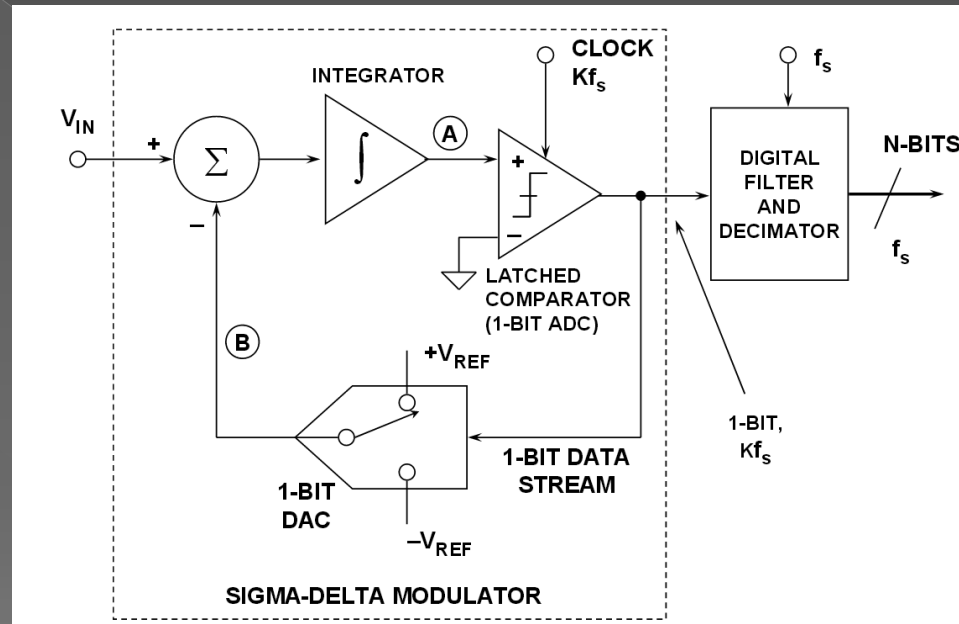 CLOCK
Kfs
fs
INTEGRATOR
VIN
+
Σ
–
∫
A
+
–
DIGITAL
FILTER
AND
DECIMATOR
N-BITS
fs
LATCHED
COMPARATOR
(1-BIT ADC)
B
+VREF
1-BIT,
Kfs
1-BIT DATA
STREAM
1-BIT
DAC
–VREF
SIGMA-DELTA MODULATOR